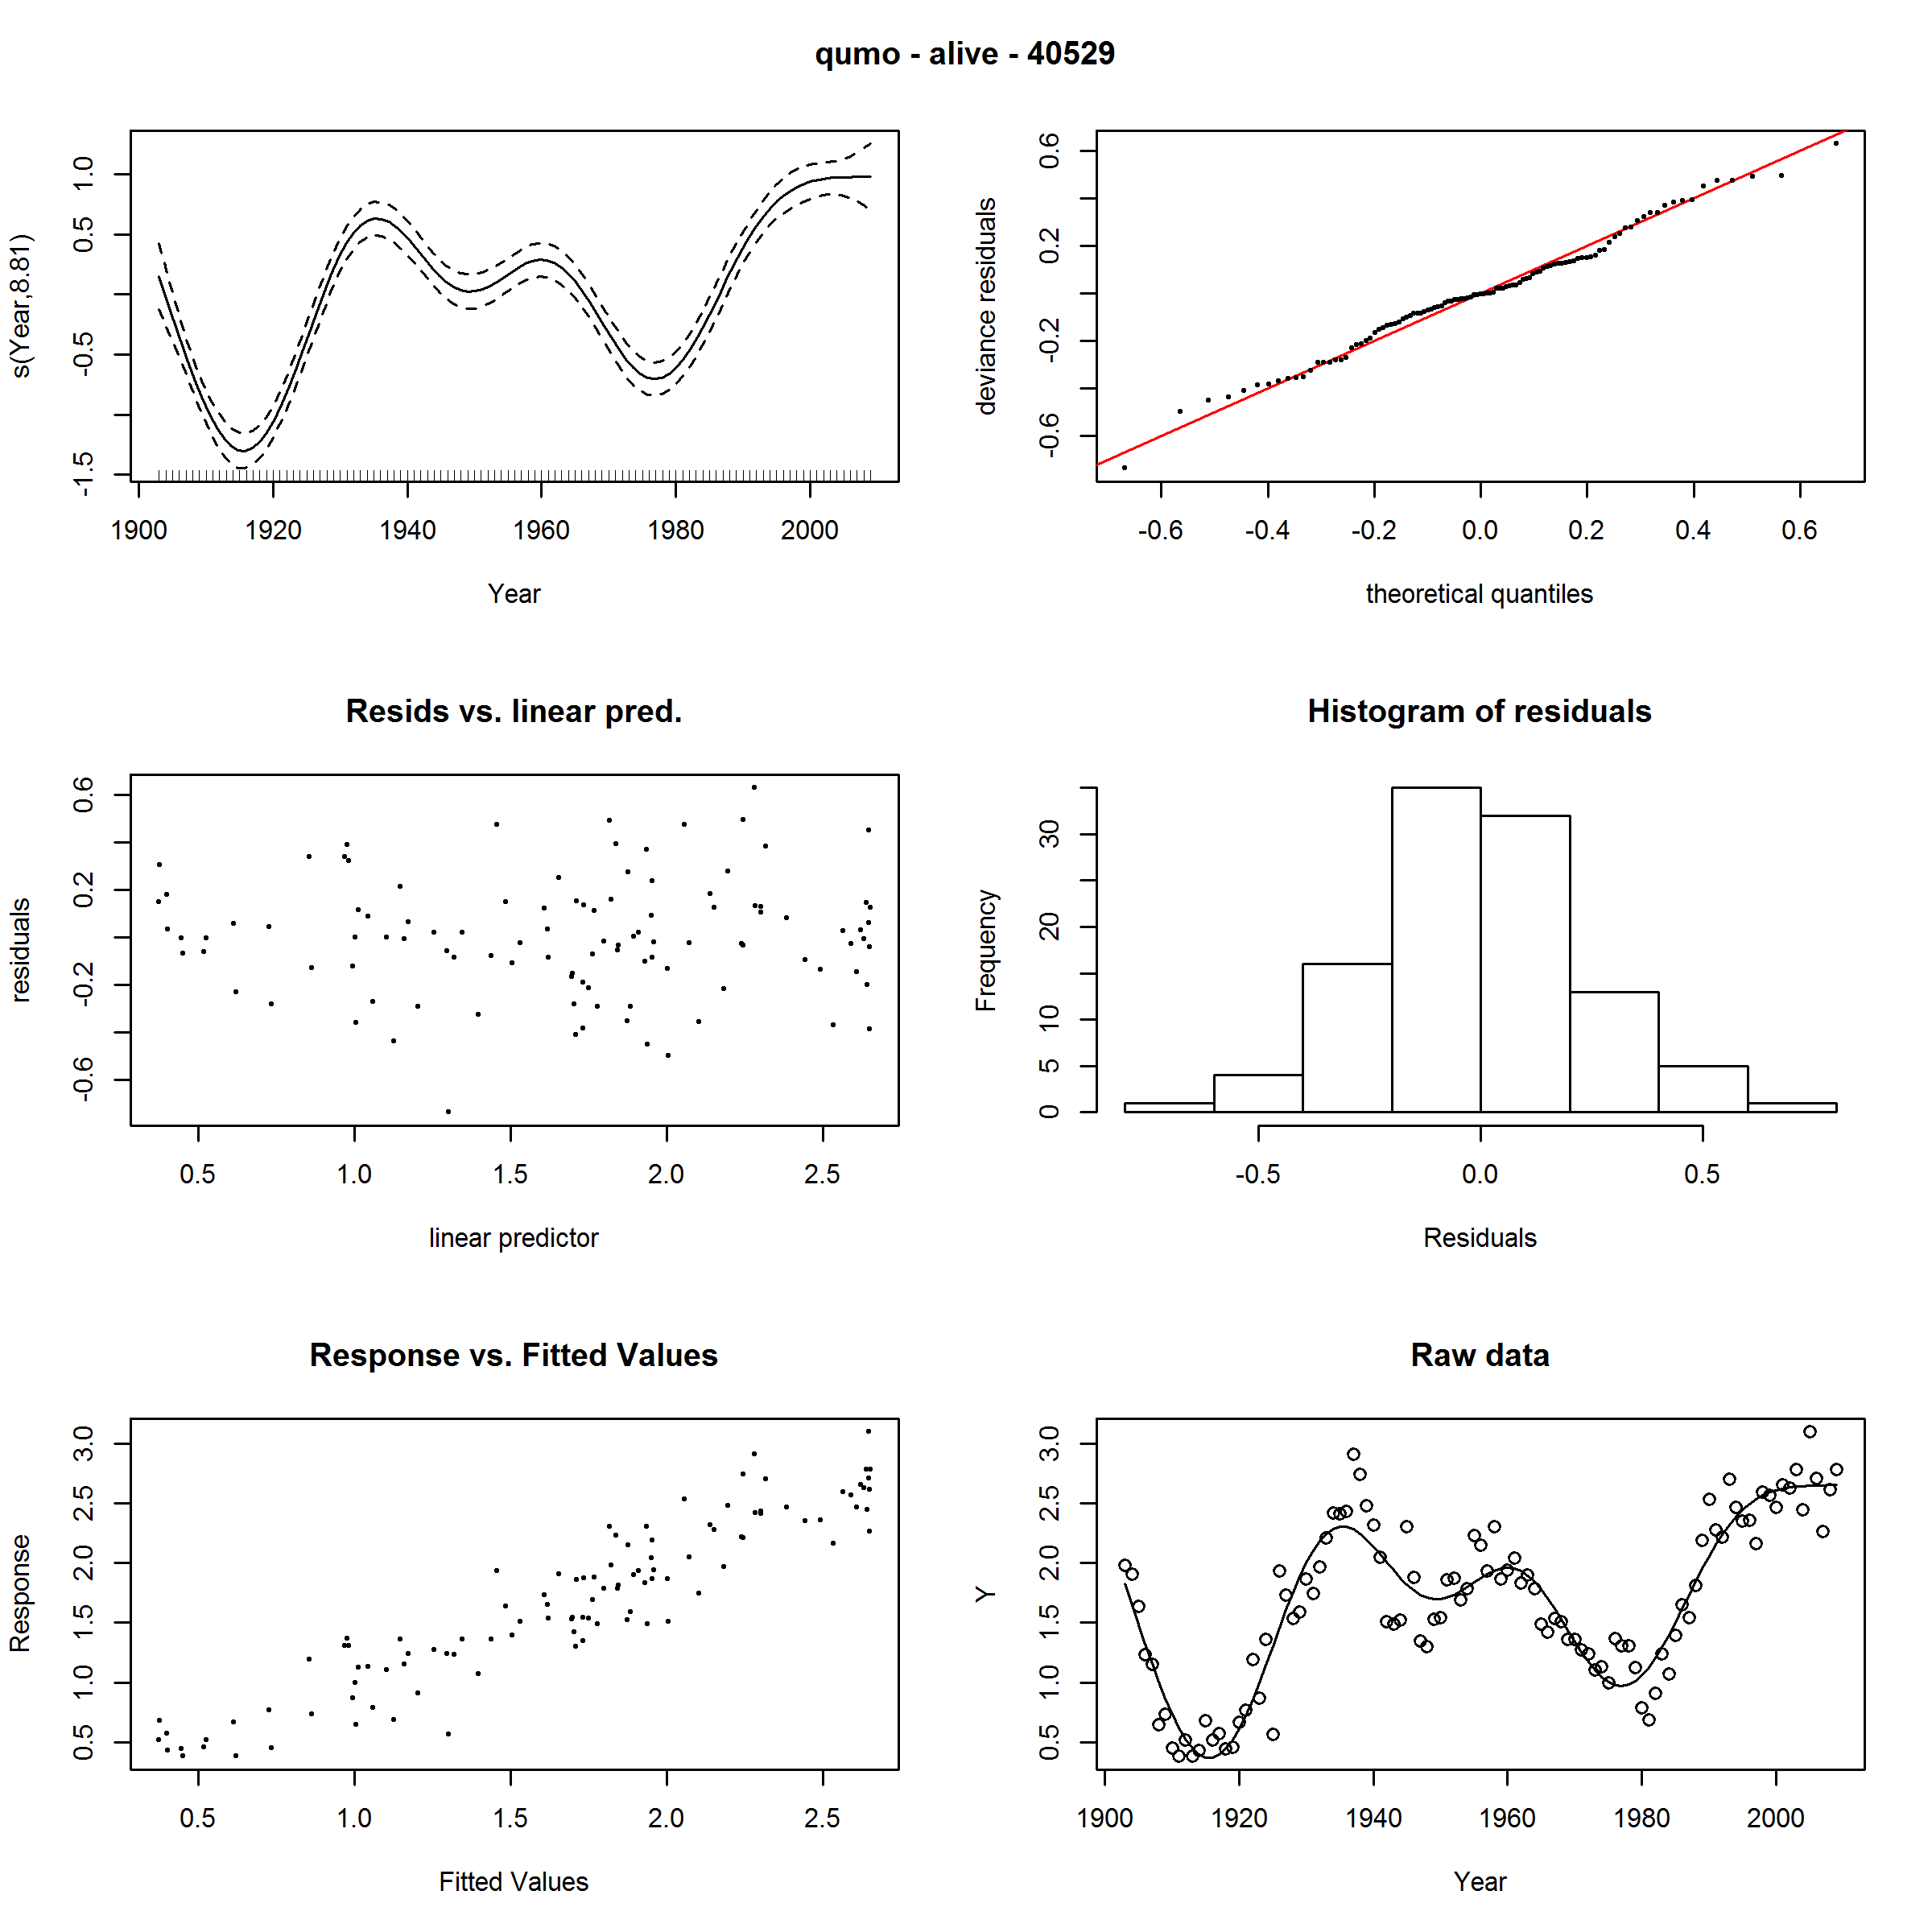 qumo - alive - 40529
s(Year,8.81)
-1.5 -0.5 0.5 1.0
1900 1920 1940 1960 1980 2000
Year
deviance residuals
-0.6 -0.2 0.2 0.6
-0.6 -0.4 -0.2 0.0 0.2 0.4 0.6
theoretical quantiles
Resids vs. linear pred.
residuals
-0.6 -0.2 0.2 0.6
0.5 1.0 1.5 2.0 2.5
linear predictor
Histogram of residuals
Frequency
0 5 10 20 30
-0.5 0.0 0.5
Residuals
Response vs. Fitted Values
Response
0.5 1.0 1.5 2.0 2.5 3.0
0.5 1.0 1.5 2.0 2.5
Fitted Values
Raw data
Y
0.5 1.0 1.5 2.0 2.5 3.0
1900 1920 1940 1960 1980 2000
Year